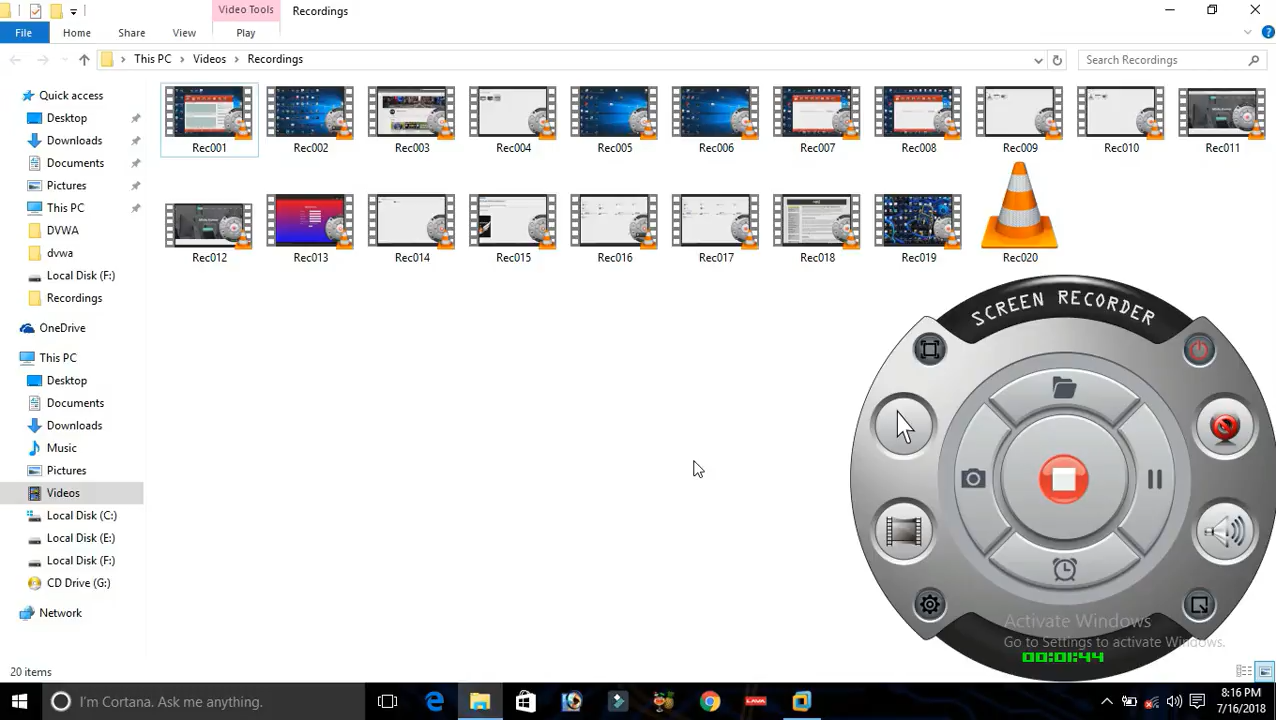 Video Tools
Recordings
File
Home
Share
View
Play
This PC
Videos
Recordings
Search Recordings
Quick access
Desktop
Downloads
Documents
Pictures
This PC
DVWA
dvwa
Local Disk (F:)
Recordings
OneDrive
This PC
Desktop
Documents
Downloads
Music
Pictures
Videos
Local Disk (C:)
Local Disk (E:)
Local Disk (F:)
CD Drive (G:)
Network
Rec001
Rec002
Rec003
Rec004
Rec005
Rec006
Rec007
Rec008
Rec009
Rec010
Rec011
Rec012
Rec013
Rec014
Rec015
Rec016
Rec017
Rec018
Rec019
Rec020
SCREEN RECORDER
Activate Windows
Go to Settings to activate Windows.
00:01:44
20 items
I'm Cortana. Ask me anything.
LAVA
8:16 PM
7/16/2018